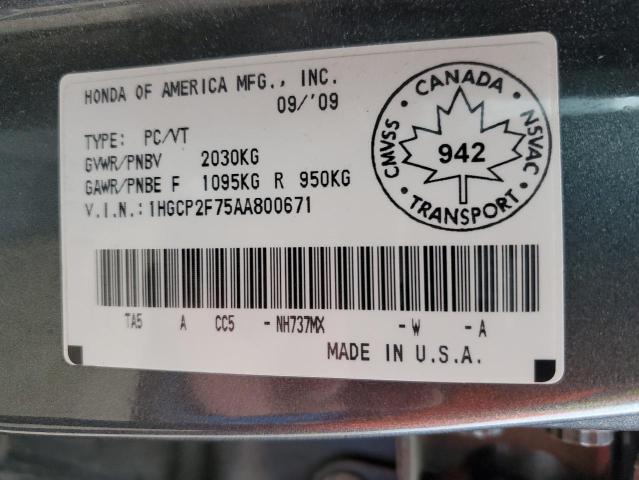 HONDA OF AMERICA MFG., INC.
09/'09
TYPE: PC/VT
GVWR/PNBV 2030KG
GAWR/PNBE F 1095KG R 950KG
V.I.N.: 1HGCP2F75AA800671
CANADA
CMVSS
NSVAC
942
TRANSPORT
TA5 A CC5 -NH737MX -W -A
MADE IN U.S.A.